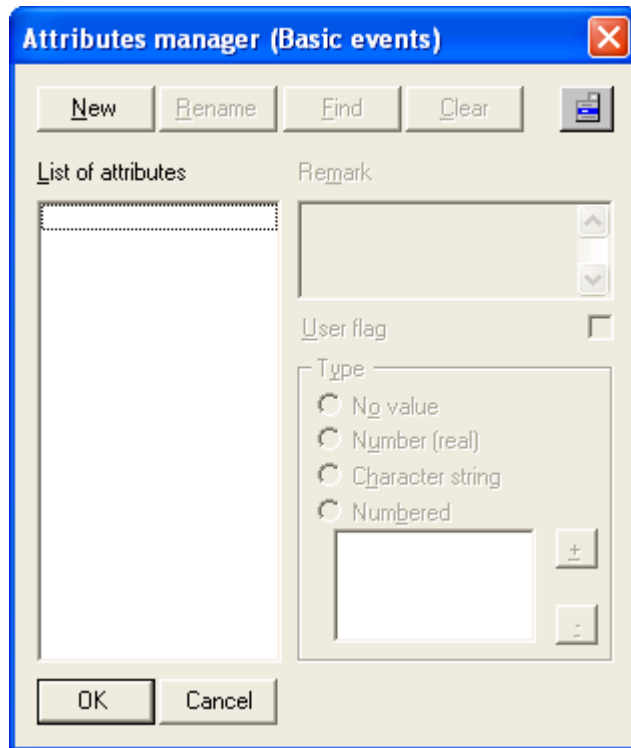 Attributes manager (Basic events)
New Rename Find Clear
List of attributes Remark
User flag
Type
No value
Number (real)
Character string
Numbered
+
-
OK Cancel